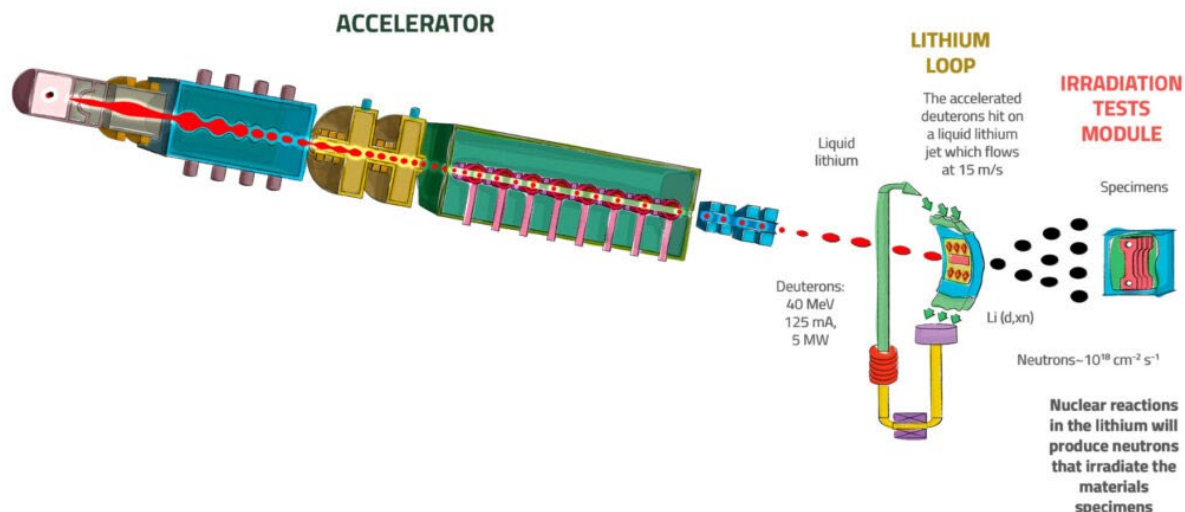 ACCELERATOR
LITHIUM
LOOP
The accelerated
deuterons hit on
a liquid lithium
jet which flows
at 15 m/s
IRRADIATION
TESTS
MODULE
Liquid
lithium
Specimens
Deuterons:
40 MeV
125 mA,
5 MW
Li (d,xn)
Neutrons~10¹⁸ cm⁻² s⁻¹
Nuclear reactions
in the lithium will
produce neutrons
that irradiate the
materials
specimens